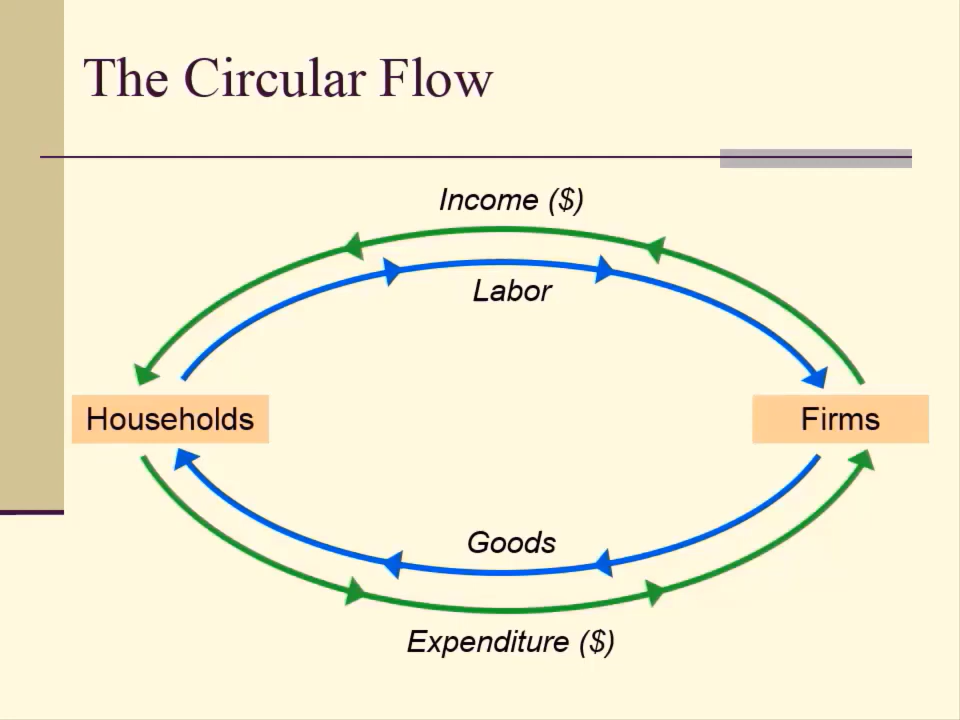 The Circular Flow
Income ($)
Labor
Households
Firms
Goods
Expenditure ($)